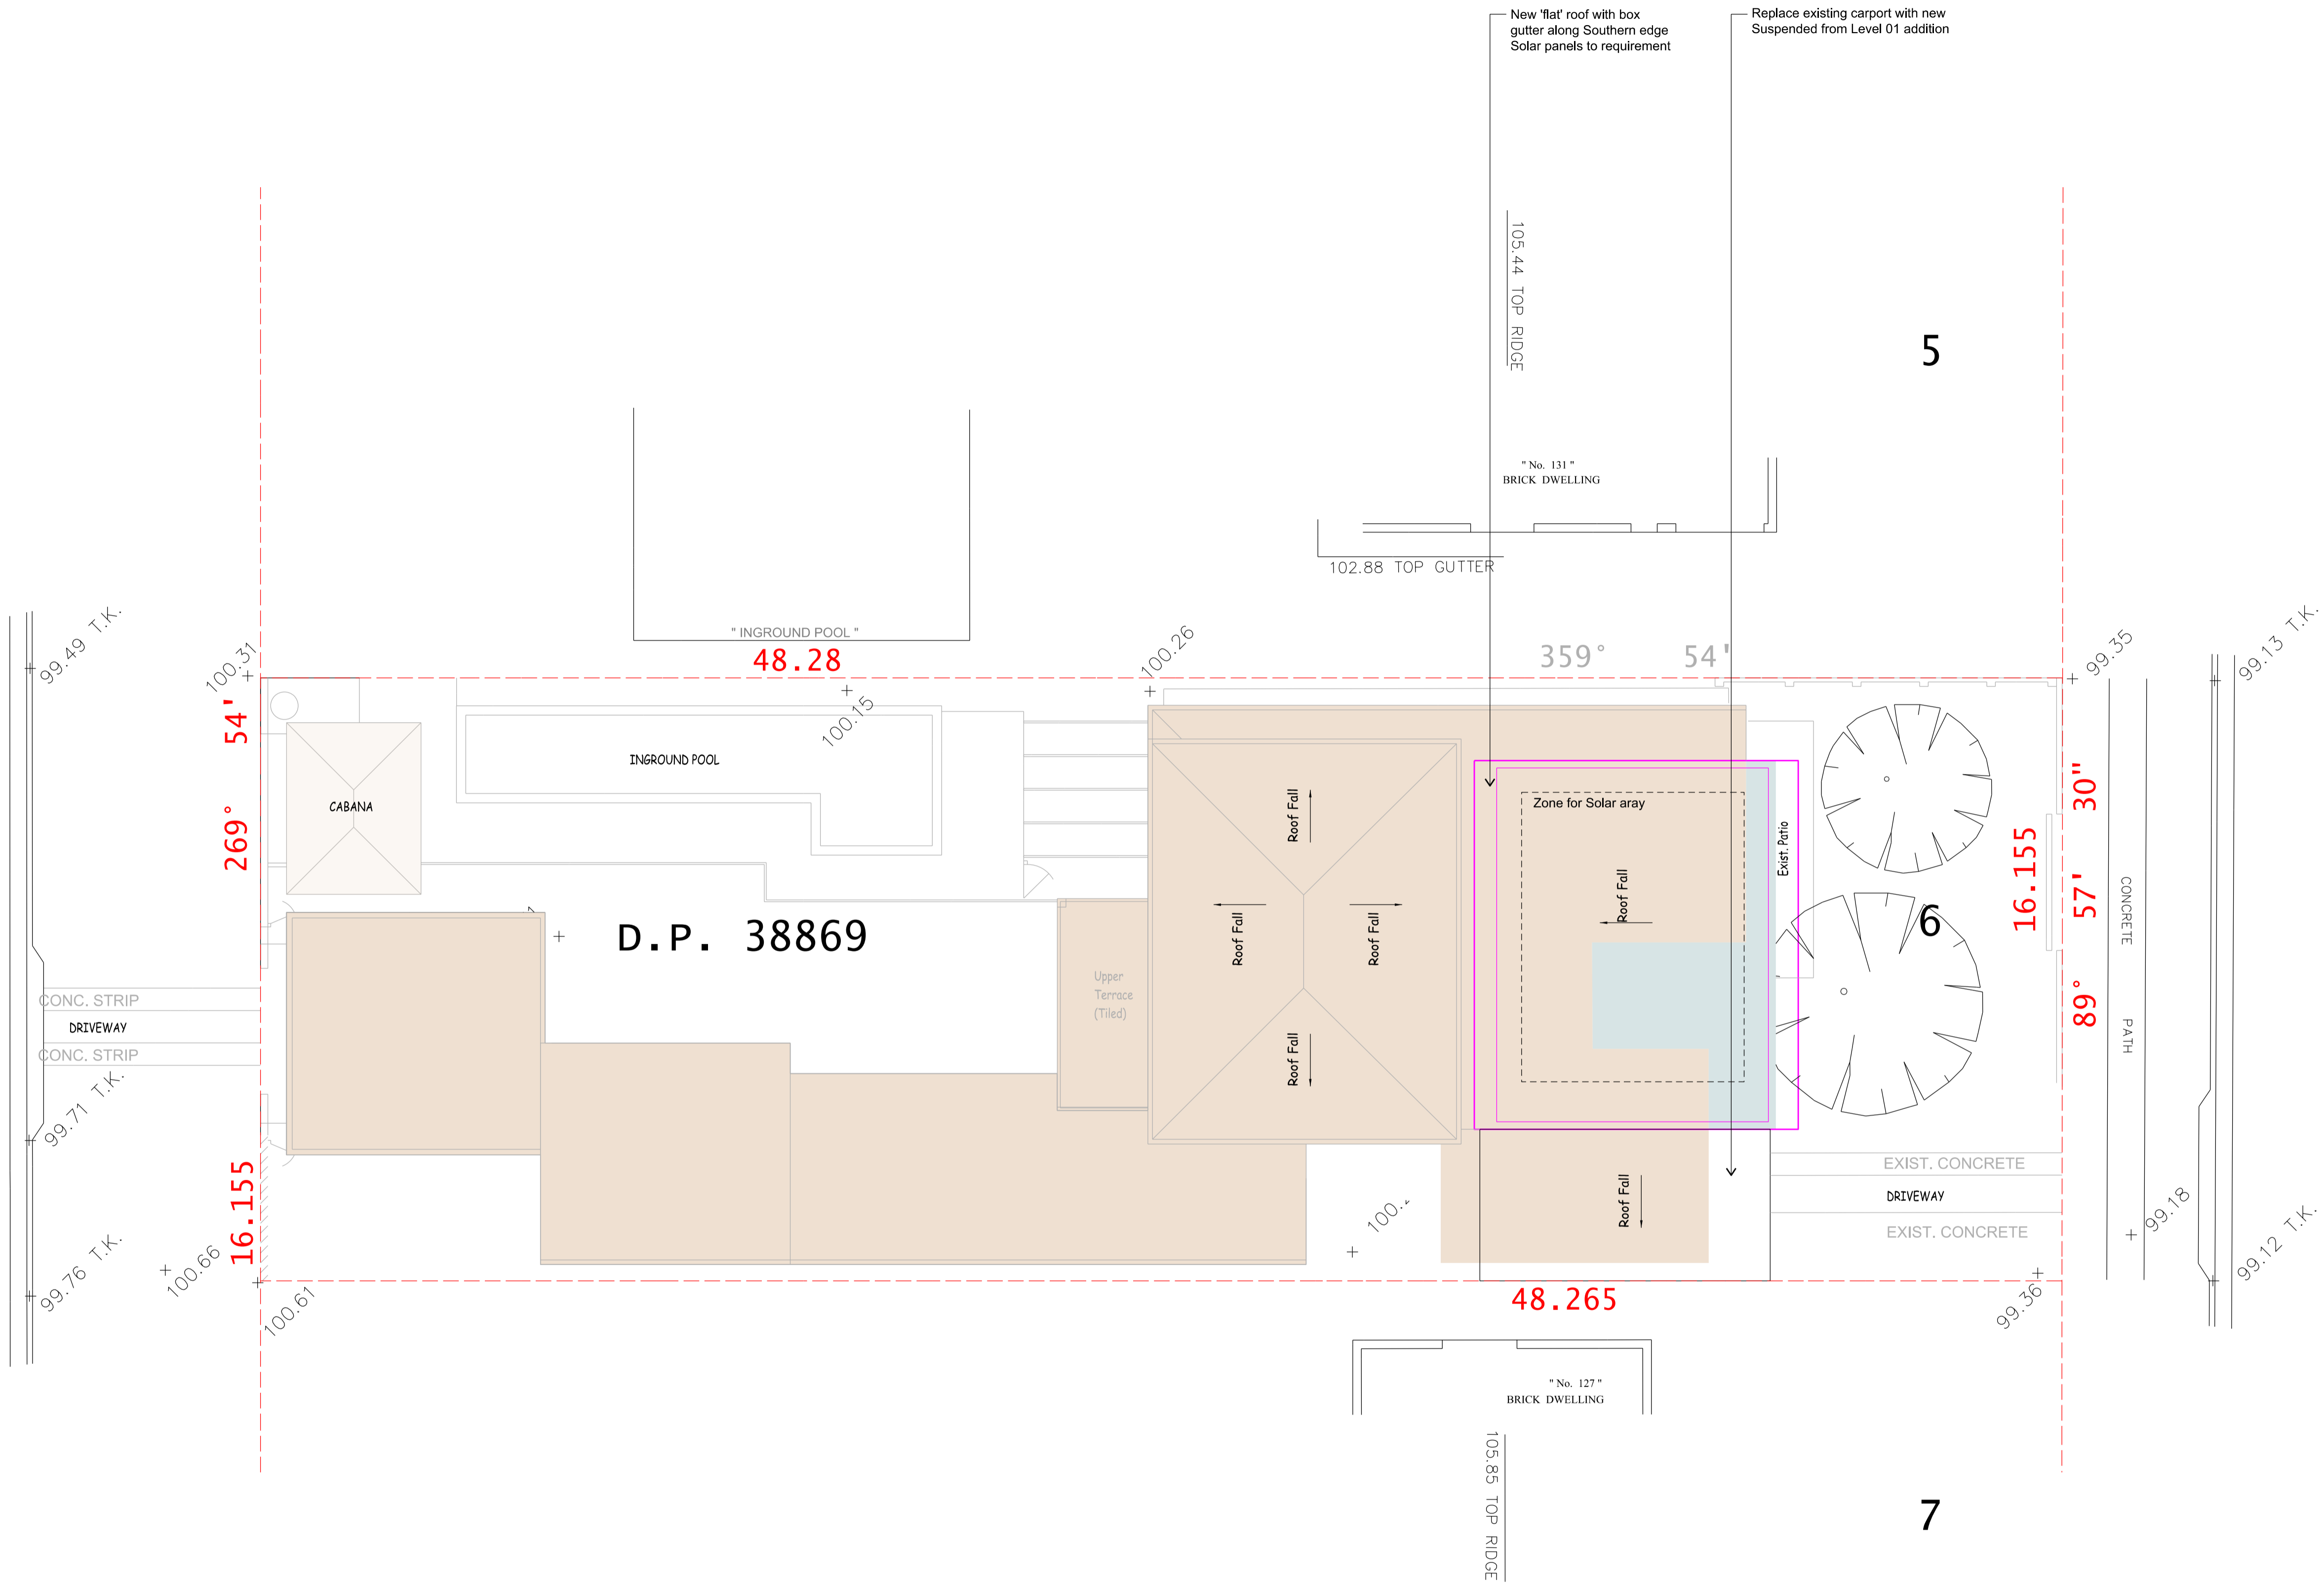 New 'flat' roof with box
gutter along Southern edge
Solar panels to requirement
Replace existing carport with new
Suspended from Level 01 addition
105.44 TOP RIDGE
5
" No. 131 "
BRICK DWELLING
102.88 TOP GUTTER
" INGROUND POOL "
48.28
359° 54'
99.49 T.K.
100.31
100.26
99.35
99.13 T.K.
100.15
269° 54'
INGROUND POOL
CABANA
Roof Fall
Zone for Solar aray
Exist. Patio
16.155
89° 57' 30"
CONCRETE PATH
D.P. 38869
Roof Fall
Roof Fall
Roof Fall
6
Upper
Terrace
(Tiled)
CONC. STRIP
DRIVEWAY
CONC. STRIP
Roof Fall
99.71 T.K.
16.155
Roof Fall
EXIST. CONCRETE
DRIVEWAY
EXIST. CONCRETE
99.18
99.12 T.K.
99.76 T.K.
100.66
100.61
48.265
99.36
" No. 127 "
BRICK DWELLING
105.85 TOP RIDGE
7